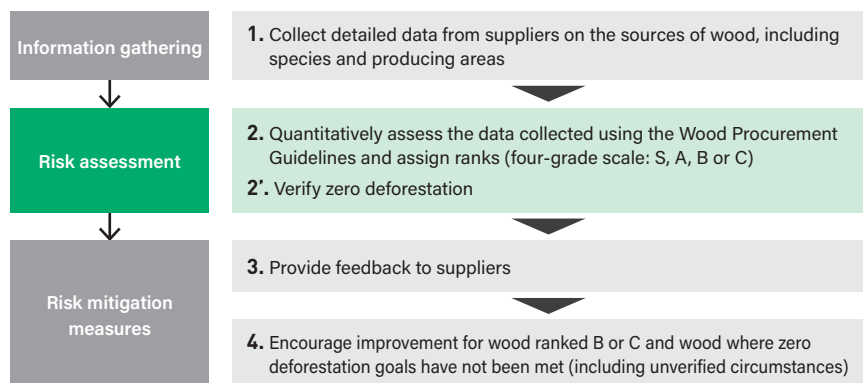 Information gathering
1. Collect detailed data from suppliers on the sources of wood, including
species and producing areas
Risk assessment
2. Quantitatively assess the data collected using the Wood Procurement
Guidelines and assign ranks (four-grade scale: S, A, B or C)
2'. Verify zero deforestation
Risk mitigation
measures
3. Provide feedback to suppliers
4. Encourage improvement for wood ranked B or C and wood where zero
deforestation goals have not been met (including unverified circumstances)